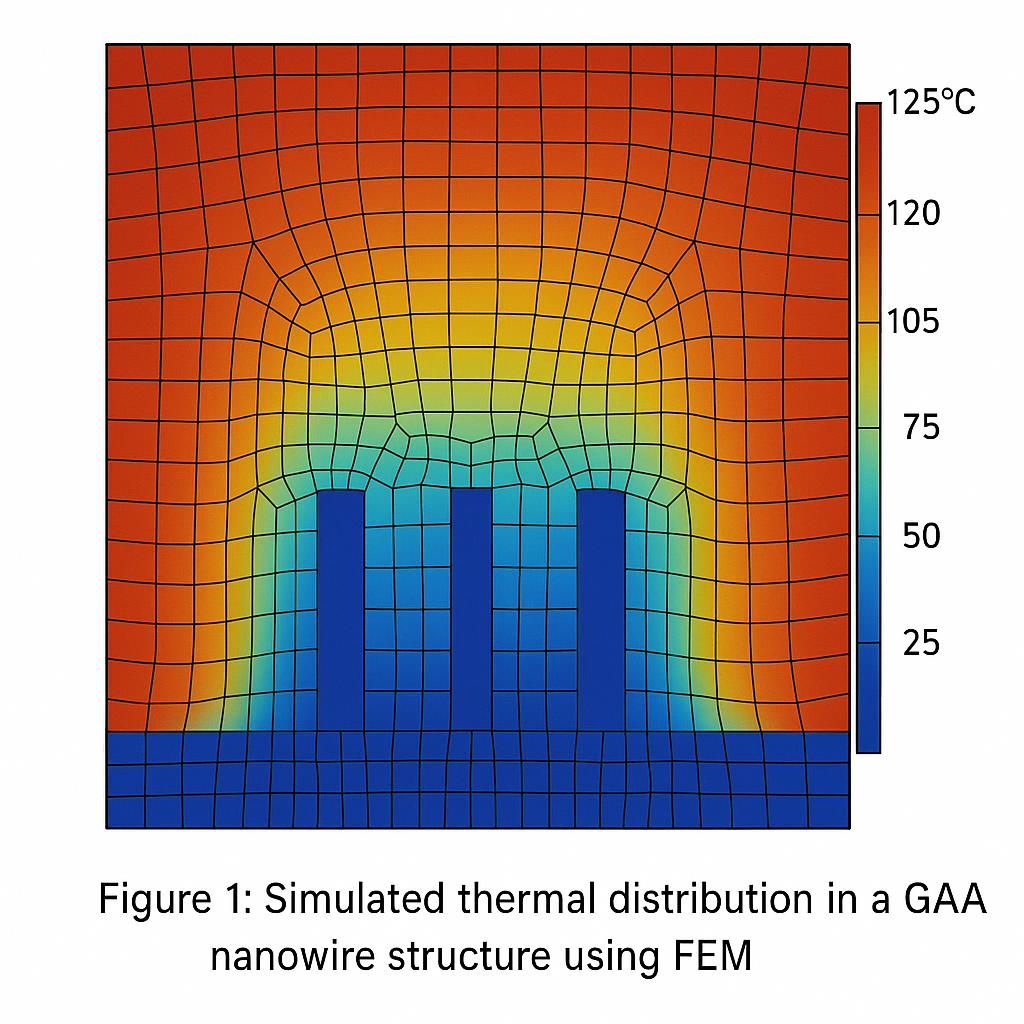 125°C
120
105
75
50
25
Figure 1: Simulated thermal distribution in a GAA
nanowire structure using FEM